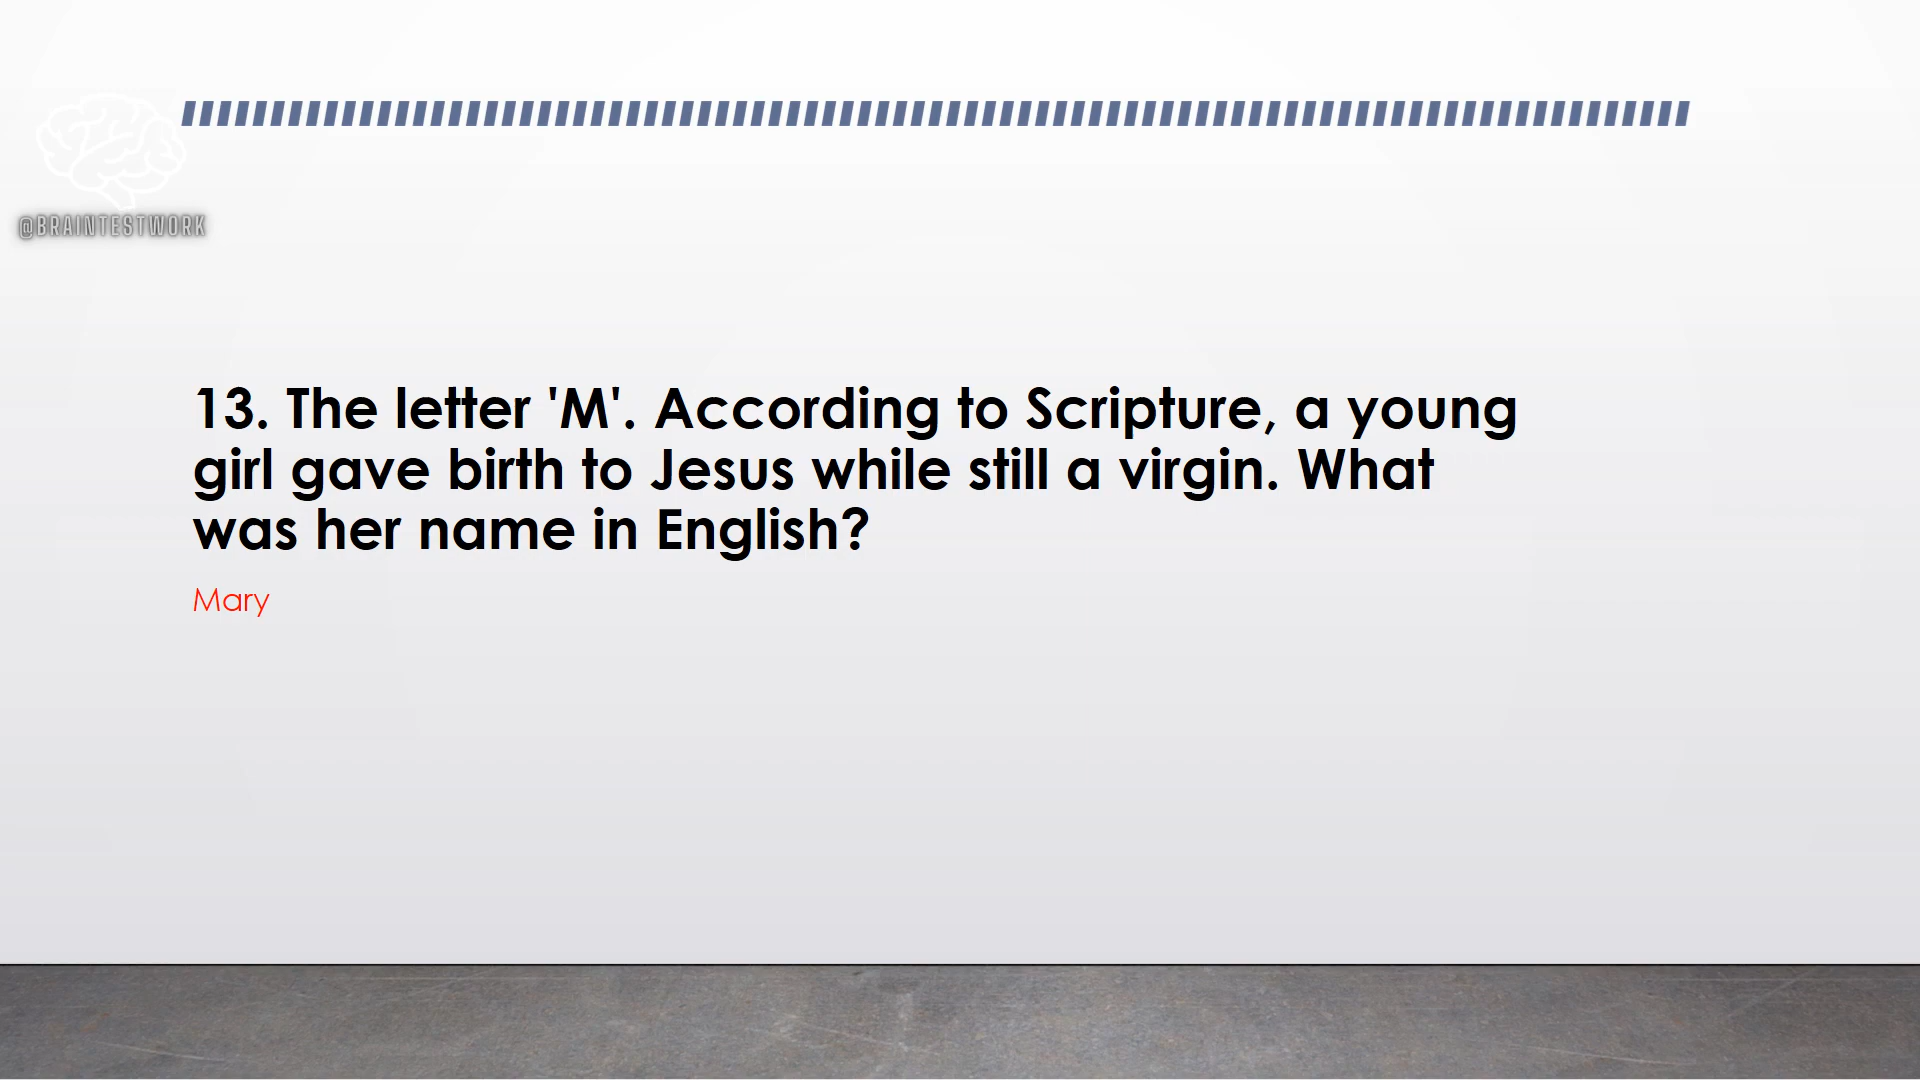 @BRAINTESTWORK
13. The letter 'M'. According to Scripture, a young
girl gave birth to Jesus while still a virgin. What
was her name in English?
Mary